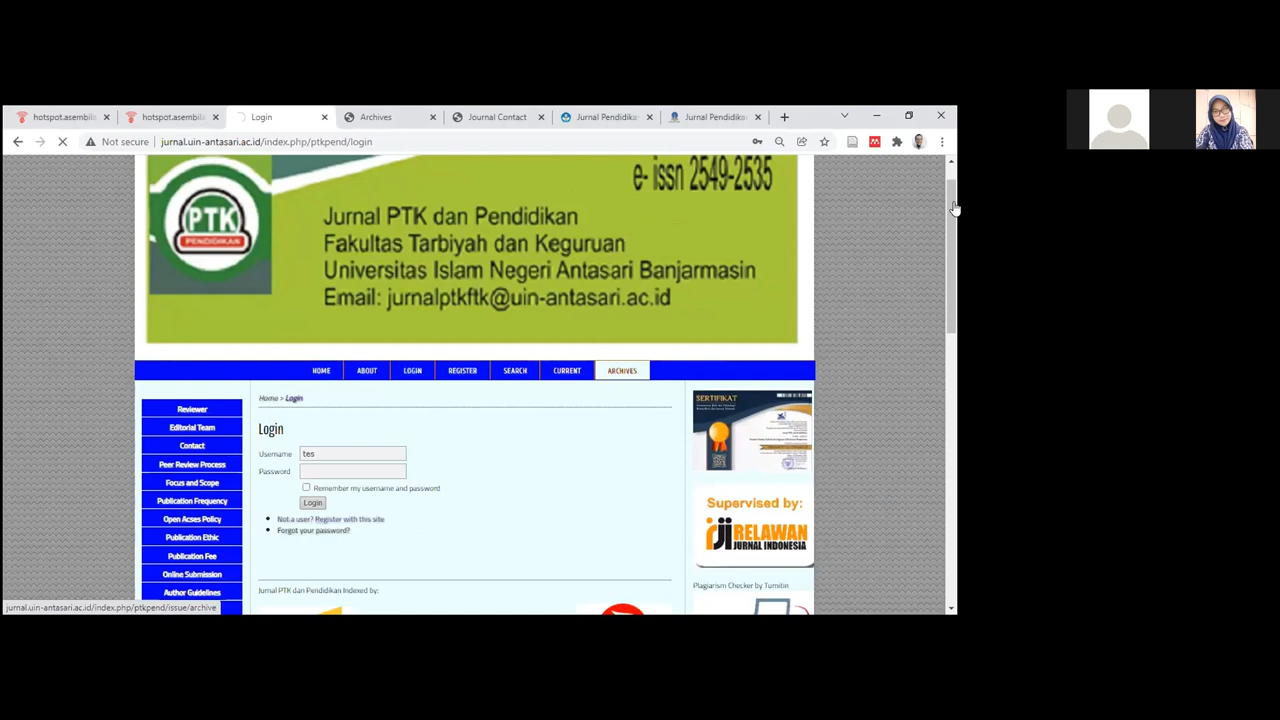 hotspot.asembila
hotspot.asembila
Login
Archives
Journal Contact
Jurnal Pendidika
Jurnal Pendidika
Not secure
jurnal.uin-antasari.ac.id/index.php/ptkpend/login
e- issn 2549-2535
PTK
PENDIDIKAN
Jurnal PTK dan Pendidikan
Fakultas Tarbiyah dan Keguruan
Universitas Islam Negeri Antasari Banjarmasin
Email: jurnalptkftk@uin-antasari.ac.id
HOME ABOUT LOGIN REGISTER SEARCH CURRENT ARCHIVES
Reviewer
Editorial Team
Contact
Peer Review Process
Focus and Scope
Publication Frequency
Open Acses Policy
Publication Ethic
Publication Fee
Online Submission
Author Guidelines
Home > Login
Login
Username tes
Password
Remember my username and password
Login
Not a user? Register with this site
Forgot your password?
Jurnal PTK dan Pendidikan Indexed by:
SERTIFIKAT
Supervised by:
RELAWAN
JURNAL INDONESIA
Plagiarism Checker by Turnitin
jurnal.uin-antasari.ac.id/index.php/ptkpend/issue/archive